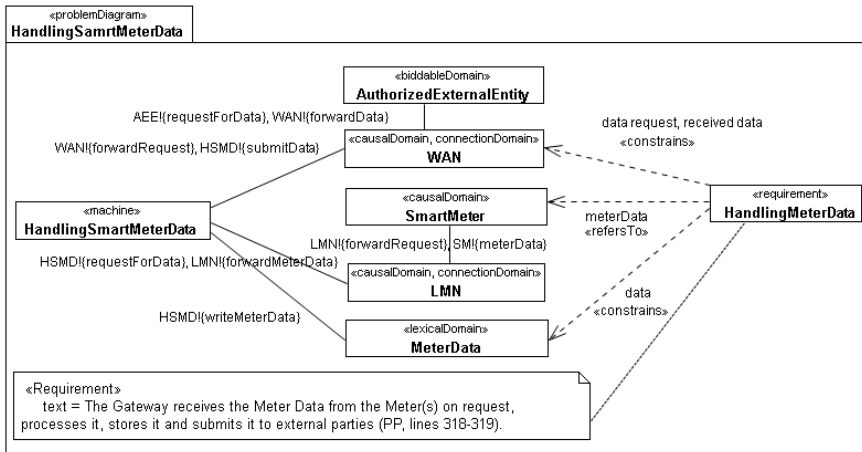 «problemDiagram»
HandlingSamrtMeterData
«biddableDomain»
AuthorizedExternalEntity
AEE!{requestForData}, WAN!{forwardData}
data request, received data
«constrains»
WAN!{forwardRequest}, HSMD!{submitData}
«causalDomain, connectionDomain»
WAN
«causalDomain»
SmartMeter
«requirement»
HandlingMeterData
«machine»
HandlingSmartMeterData
meterData
«refersTo»
LMN!{forwardRequest}, SM!{meterData}
HSMD!{requestForData}, LMN!{forwardMeterData}
«causalDomain, connectionDomain»
LMN
data
«constrains»
HSMD!{writeMeterData}
«lexicalDomain»
MeterData
«Requirement»
text = The Gateway receives the Meter Data from the Meter(s) on request,
processes it, stores it and submits it to external parties (PP, lines 318-319).